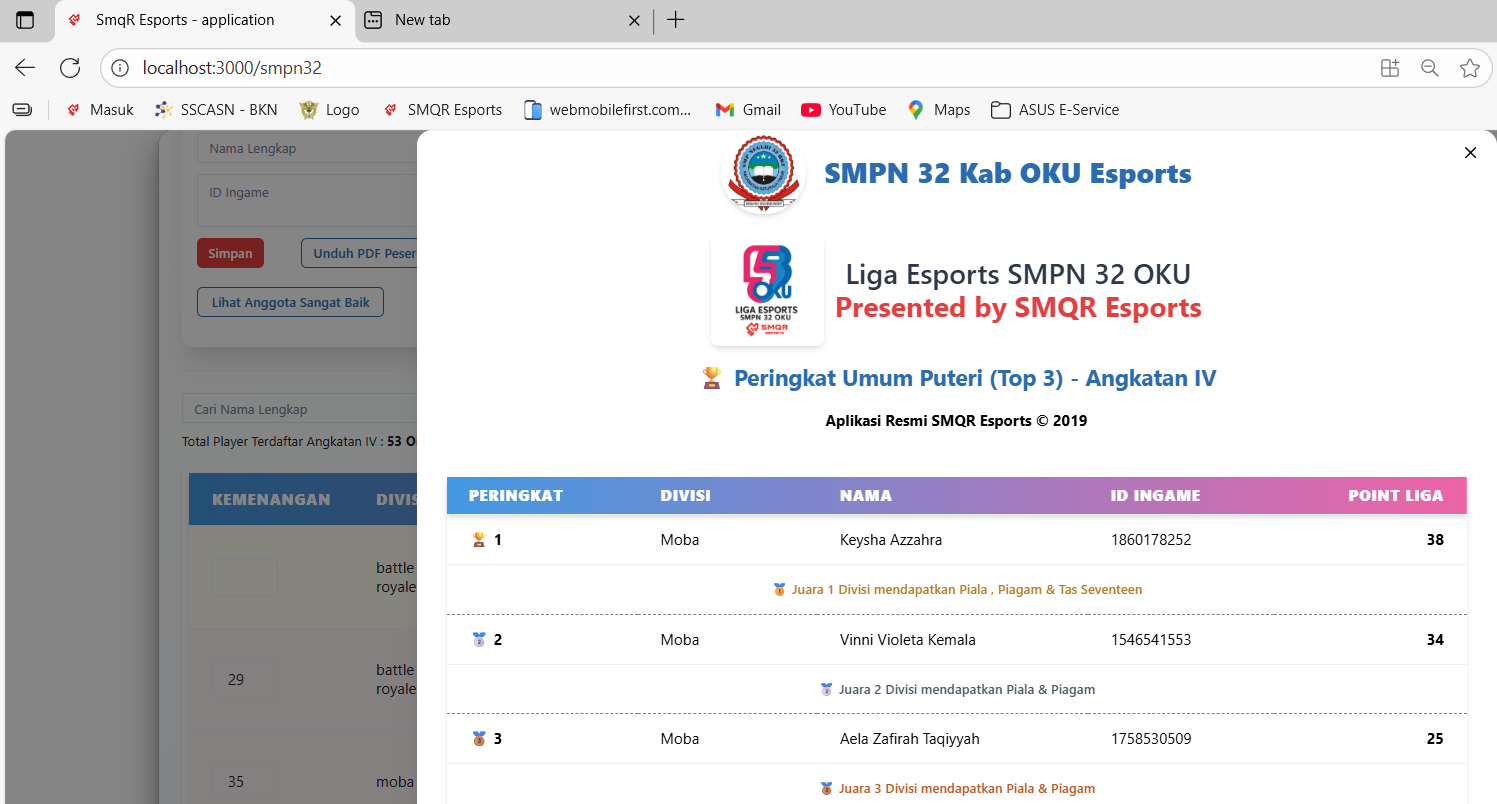 SmqR Esports - application
New tab
localhost:3000/smpn32
Masuk
SSCASN - BKN
Logo
SMQR Esports
webmobilefirst.com...
Gmail
YouTube
Maps
ASUS E-Service
Nama Lengkap
ID Ingame
Simpan
Unduh PDF Peser
Lihat Anggota Sangat Baik
Cari Nama Lengkap
Total Player Terdaftar Angkatan IV : 53 O
KEMENANGAN DIVIS
battle
royale
29 battle
royale
35 moba
SMPN 32 Kab OKU Esports
OKU
LIGA ESPORTS
SMPN 32 OKU
SMQR
ESPORTS
Liga Esports SMPN 32 OKU
Presented by SMQR Esports
Peringkat Umum Puteri (Top 3) - Angkatan IV
Aplikasi Resmi SMQR Esports © 2019
PERINGKAT DIVISI NAMA ID INGAME POINT LIGA
1 Moba Keysha Azzahra 1860178252 38
Juara 1 Divisi mendapatkan Piala , Piagam & Tas Seventeen
2 Moba Vinni Violeta Kemala 1546541553 34
Juara 2 Divisi mendapatkan Piala & Piagam
3 Moba Aela Zafirah Taqiyyah 1758530509 25
Juara 3 Divisi mendapatkan Piala & Piagam